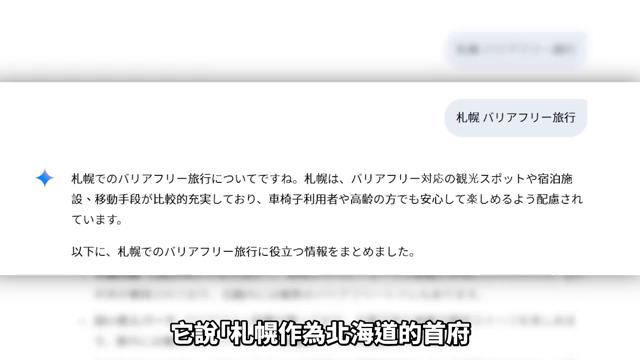 札幌 バリアフリー旅行
札幌でのバリアフリー旅行についてですね。札幌は、バリアフリー対応の観光スポットや宿泊施
設、移動手段が比較的充実しており、車椅子利用者や高齢の方でも安心して楽しめるよう配慮され
ています。
以下に、札幌でのバリアフリー旅行に役立つ情報をまとめました。
它說「札幌作為北海道的首府